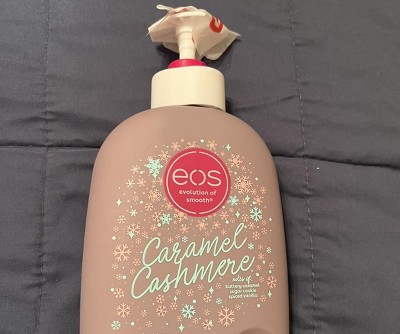 eos
evolution of
smooth®
Caramel
Cashmere
notes of
buttery caramel
sugar cookie
spiced vanilla